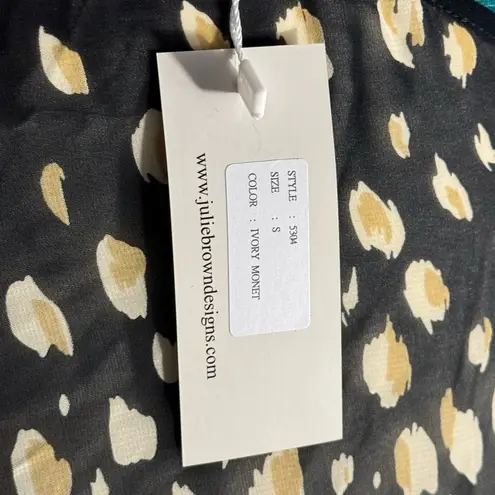 STYLE : 5304
SIZE : S
COLOR : IVORY MONET
www.juliebrowndesigns.com